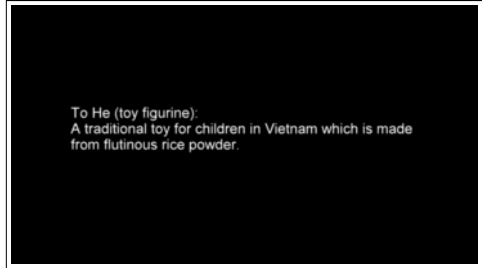 To He (toy figurine):
A traditional toy for children in Vietnam which is made
from flutinous rice powder.